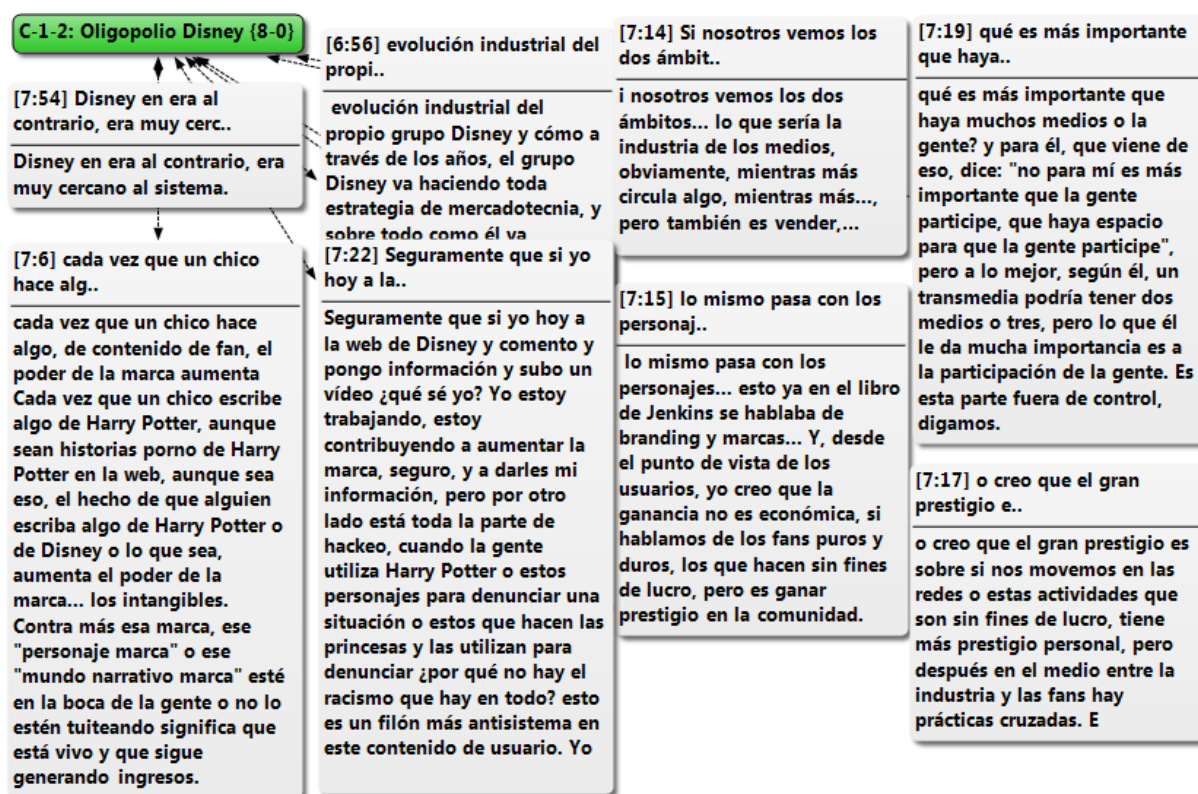 C-1-2: Oligopolio Disney {8-0}
[7:54] Disney en era al
contrario, era muy cerc..
Disney en era al contrario, era
muy cercano al sistema.
[7:6] cada vez que un chico
hace alg..
cada vez que un chico hace
algo, de contenido de fan, el
poder de la marca aumenta
Cada vez que un chico escribe
algo de Harry Potter, aunque
sean historias porno de Harry
Potter en la web, aunque sea
eso, el hecho de que alguien
escriba algo de Harry Potter o
de Disney o lo que sea,
aumenta el poder de la
marca... los intangibles.
Contra más esa marca, ese
"personaje marca" o ese
"mundo narrativo marca" esté
en la boca de la gente o no lo
estén tuiteando significa que
está vivo y que sigue
generando ingresos.
[6:56] evolución industrial del
propi..
evolución industrial del
propio grupo Disney y cómo a
través de los años, el grupo
Disney va haciendo toda
estrategia de mercadotecnia, y
sobre todo como él va
[7:22] Seguramente que si yo
hoy a la..
Seguramente que si yo hoy a
la web de Disney y comento y
pongo información y subo un
vídeo ¿qué sé yo? Yo estoy
trabajando, estoy
contribuyendo a aumentar la
marca, seguro, y a darles mi
información, pero por otro
lado está toda la parte de
hackeo, cuando la gente
utiliza Harry Potter o estos
personajes para denunciar una
situación o estos que hacen las
princesas y las utilizan para
denunciar ¿por qué no hay el
racismo que hay en todo? esto
es un filón más antisistema en
este contenido de usuario. Yo
[7:14] Si nosotros vemos los
dos ámbit..
i nosotros vemos los dos
ámbitos... lo que sería la
industria de los medios,
obviamente, mientras más
circula algo, mientras más...,
pero también es vender,...
[7:15] lo mismo pasa con los
personaj..
lo mismo pasa con los
personajes... esto ya en el libro
de Jenkins se hablaba de
branding y marcas... Y, desde
el punto de vista de los
usuarios, yo creo que la
ganancia no es económica, si
hablamos de los fans puros y
duros, los que hacen sin fines
de lucro, pero es ganar
prestigio en la comunidad.
[7:19] qué es más importante
que haya..
qué es más importante que
haya muchos medios o la
gente? y para él, que viene de
eso, dice: "no para mí es más
importante que la gente
participe, que haya espacio
para que la gente participe",
pero a lo mejor, según él, un
transmedia podría tener dos
medios o tres, pero lo que él
le da mucha importancia es a
la participación de la gente. Es
esta parte fuera de control,
digamos.
[7:17] o creo que el gran
prestigio e..
o creo que el gran prestigio es
sobre si nos movemos en las
redes o estas actividades que
son sin fines de lucro, tiene
más prestigio personal, pero
después en el medio entre la
industria y las fans hay
prácticas cruzadas. E